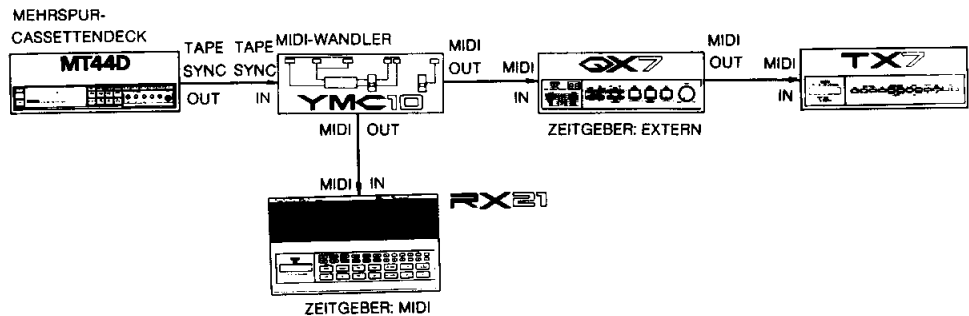 MEHRSPUR-
CASSETTENDECK
MT44D
TAPE
SYNC
OUT
TAPE
SYNC
IN
MIDI-WANDLER
YMC10
MIDI
OUT
MIDI
IN
QX7
ZEITGEBER: EXTERN
MIDI
OUT
MIDI
IN
TX7
MIDI OUT
MIDI IN
RX21
ZEITGEBER: MIDI